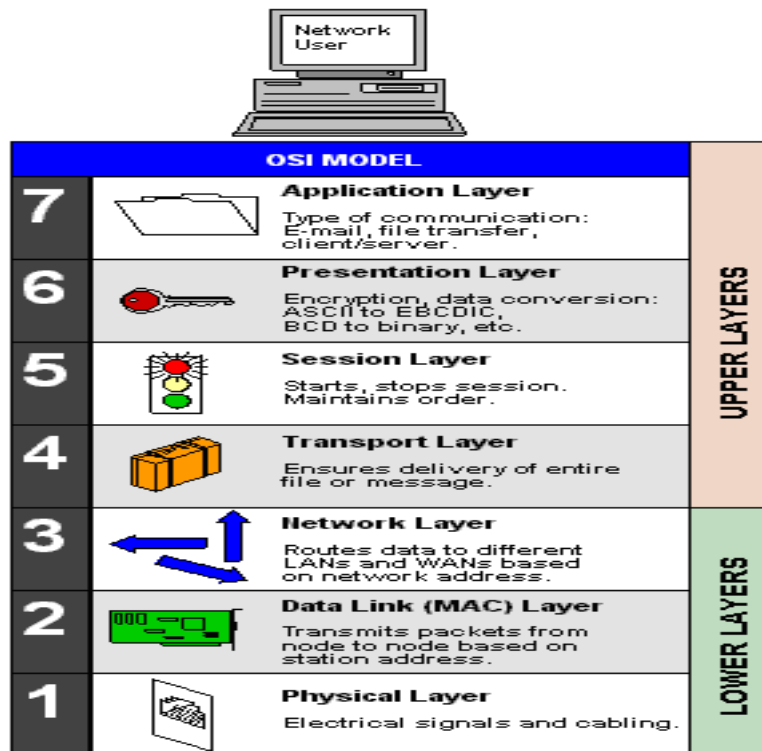 Network
User
OSI MODEL
7
Application Layer
Type of communication:
E-mail, file transfer,
client/server.
6
Presentation Layer
Encryption, data conversion:
ASCII to EBCDIC,
BCD to binary, etc.
5
Session Layer
Starts, stops session.
Maintains order.
4
Transport Layer
Ensures delivery of entire
file or message.
UPPER LAYERS
3
Network Layer
Routes data to different
LANs and WANs based
on network address.
2
Data Link (MAC) Layer
Transmits packets from
node to node based on
station address.
1
Physical Layer
Electrical signals and cabling.
LOWER LAYERS